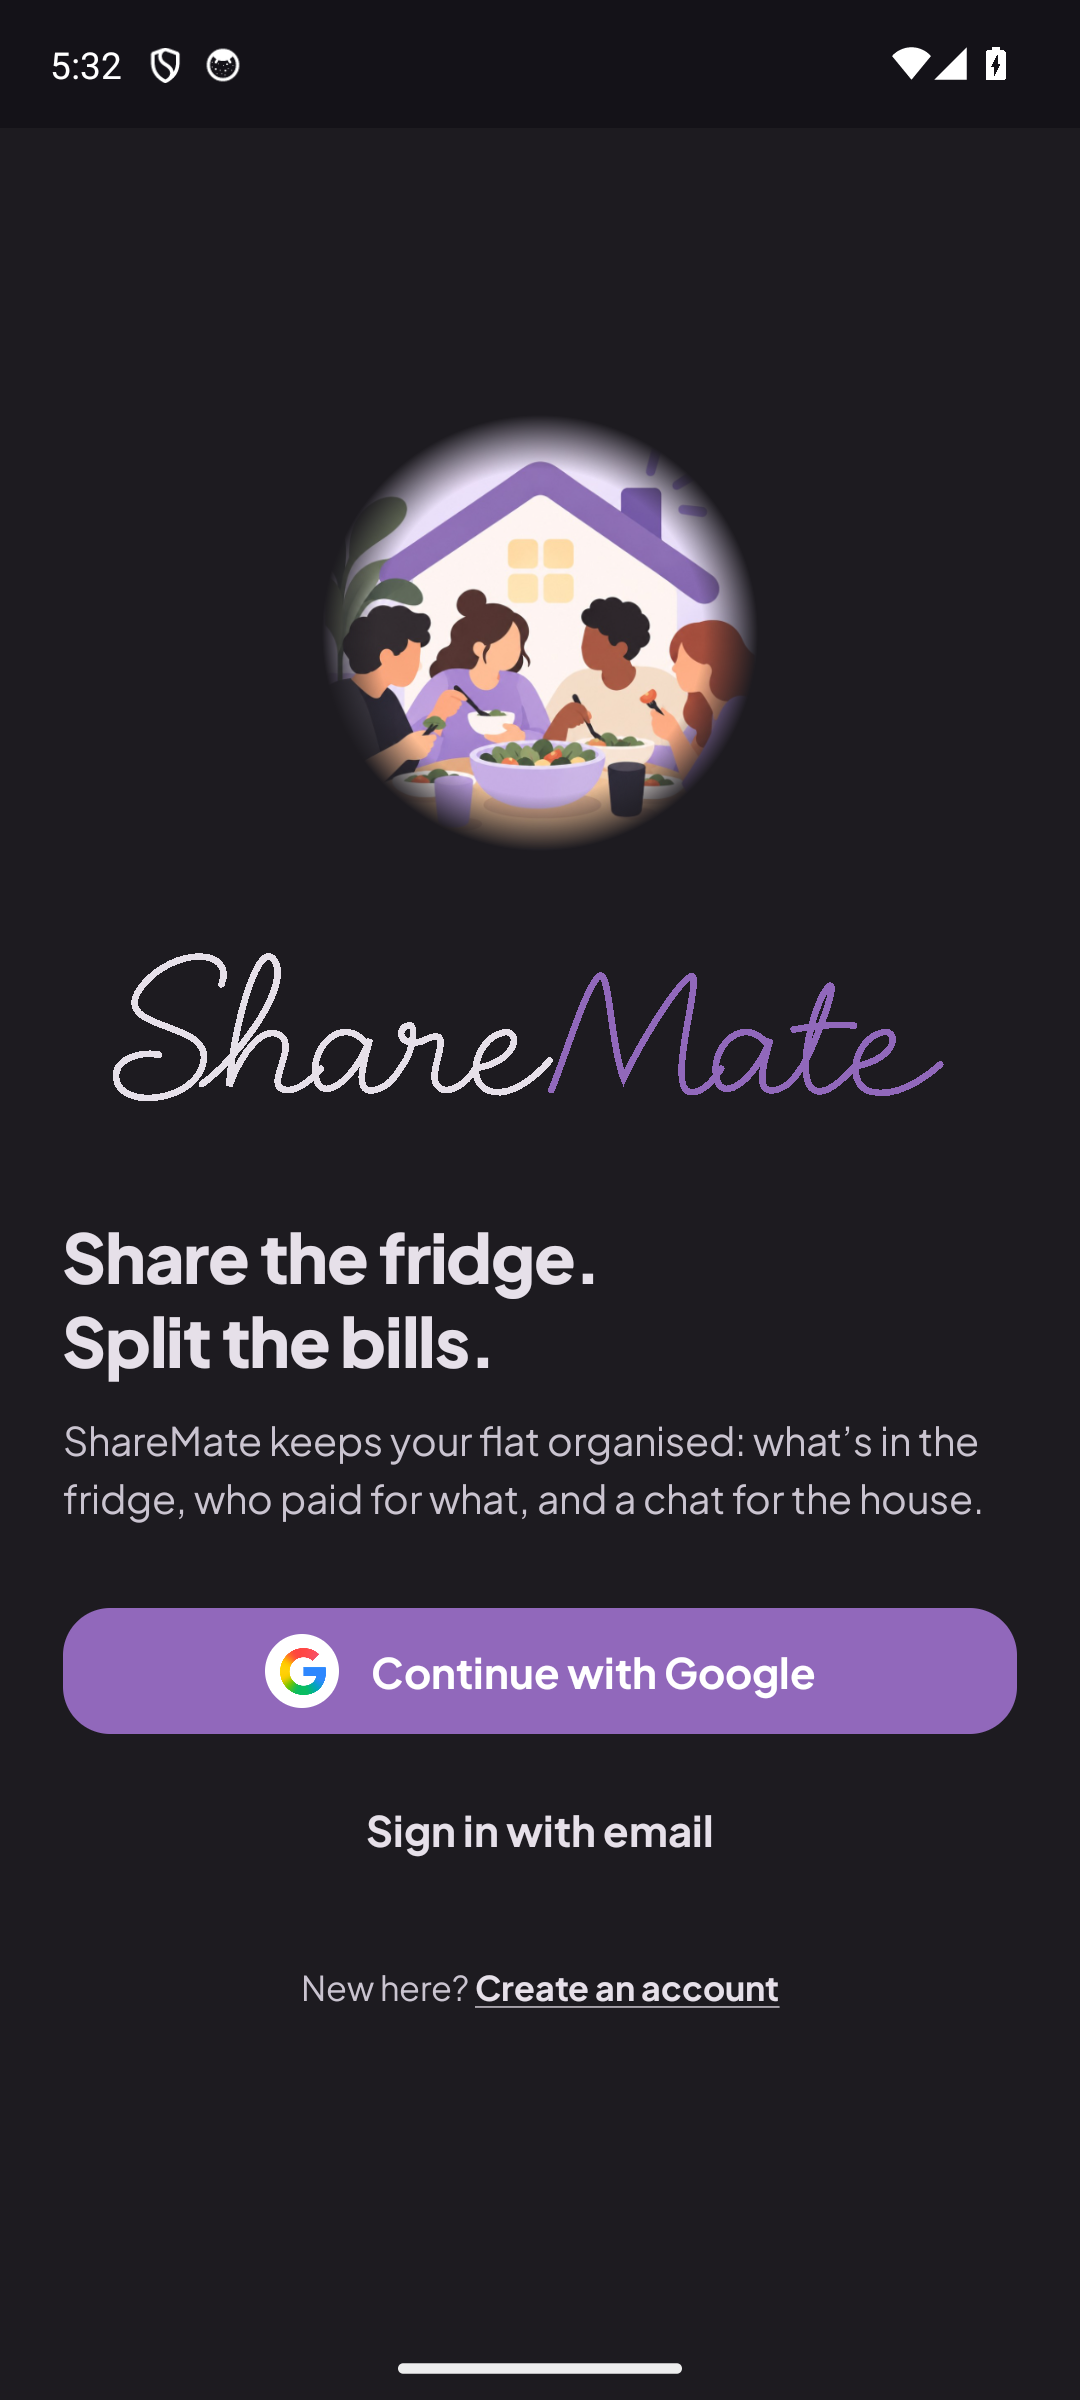 5:32
ShareMate
Share the fridge.
Split the bills.
ShareMate keeps your flat organised: what’s in the
fridge, who paid for what, and a chat for the house.
Continue with Google
Sign in with email
New here? Create an account